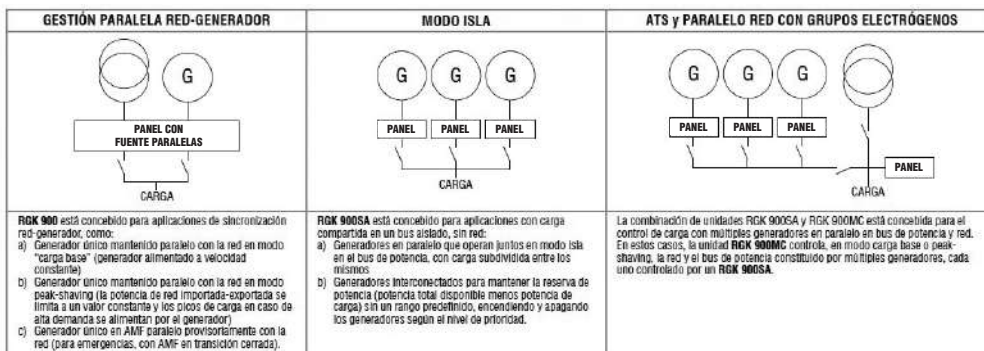 GESTIÓN PARALELA RED-GENERADOR
G
PANEL CON
FUENTE PARALELAS
CARGA
RGK 900 está concebido para aplicaciones de sincronización
red-generador, como:
a) Generador único mantenido paralelo con la red en modo
"carga base" (generador alimentado a velocidad
constante)
b) Generador único mantenido paralelo con la red en modo
peak-shaving (la potencia de red importada-exportada se
limita a un valor constante y los picos de carga en caso de
alta demanda se alimentan por el generador)
c) Generador único en AMF paralelo provisoriamente con la
red (para emergencias, con AMF en transición cerrada).
MODO ISLA
G G G
PANEL PANEL PANEL
CARGA
RGK 900SA está concebido para aplicaciones con carga
compartida en un bus aislado, sin red:
a) Generadores en paralelo que operan juntos en modo isla
en el bus de potencia, con carga subdividida entre los
mismos
b) Generadores interconectados para mantener la reserva de
potencia (potencia total disponible menos potencia de
carga) sin un rango predefinido, encendiendo y apagando
los generadores según el nivel de prioridad.
ATS y PARALELO RED CON GRUPOS ELECTRÓGENOS
G G G
PANEL PANEL PANEL
PANEL
CARGA
La combinación de unidades RGK 900SA y RGK 900MC está concebida para el
control de carga con múltiples generadores en paralelo en bus de potencia y red.
En estos casos, la unidad RGK 900MC controla, en modo carga base o peak-
shaving, la red y el bus de potencia constituido por múltiples generadores, cada
uno controlado por un RGK 900SA.